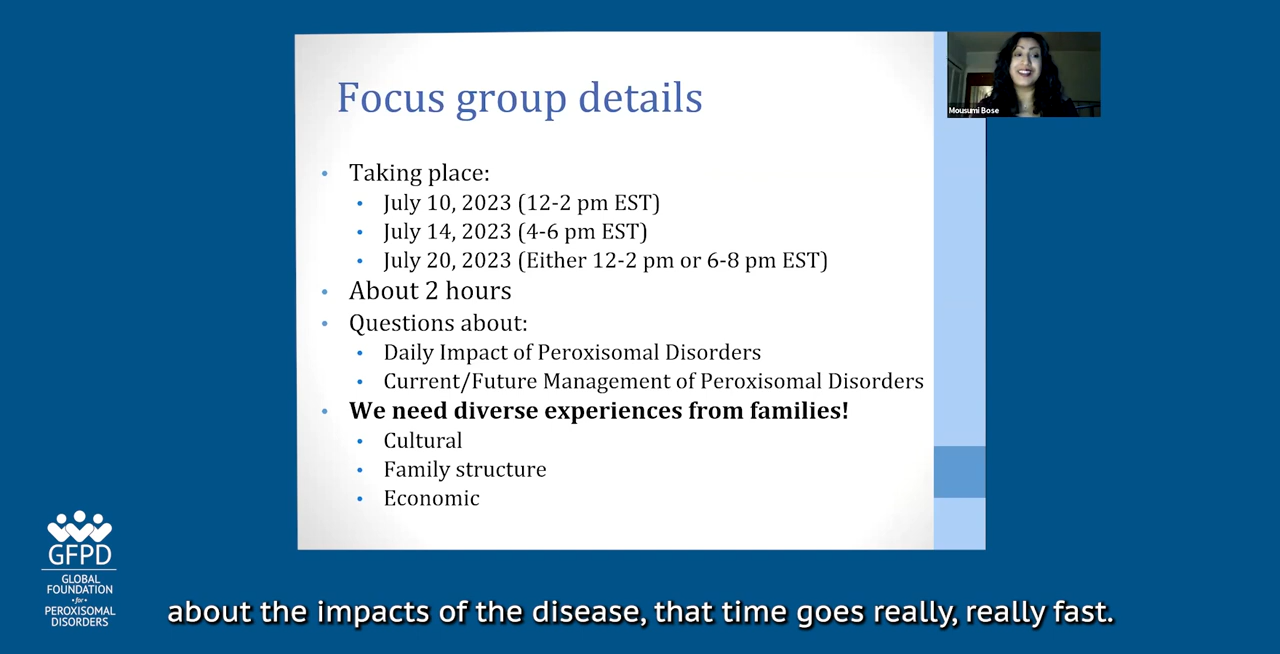 Focus group details
Mousumi Bose
• Taking place:
• July 10, 2023 (12-2 pm EST)
• July 14, 2023 (4-6 pm EST)
• July 20, 2023 (Either 12-2 pm or 6-8 pm EST)
• About 2 hours
• Questions about:
• Daily Impact of Peroxisomal Disorders
• Current/Future Management of Peroxisomal Disorders
• We need diverse experiences from families!
• Cultural
• Family structure
• Economic
GFPD
GLOBAL
FOUNDATION
• for •
PEROXISOMAL
DISORDERS
about the impacts of the disease, that time goes really, really fast.